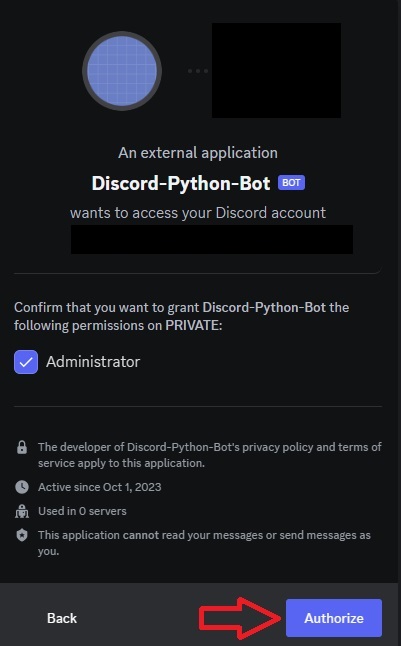 An external application
Discord-Python-Bot BOT
wants to access your Discord account
Confirm that you want to grant Discord-Python-Bot the
following permissions on PRIVATE:
Administrator
The developer of Discord-Python-Bot's privacy policy and terms of
service apply to this application.
Active since Oct 1, 2023
Used in 0 servers
This application cannot read your messages or send messages as
you.
Back
Authorize